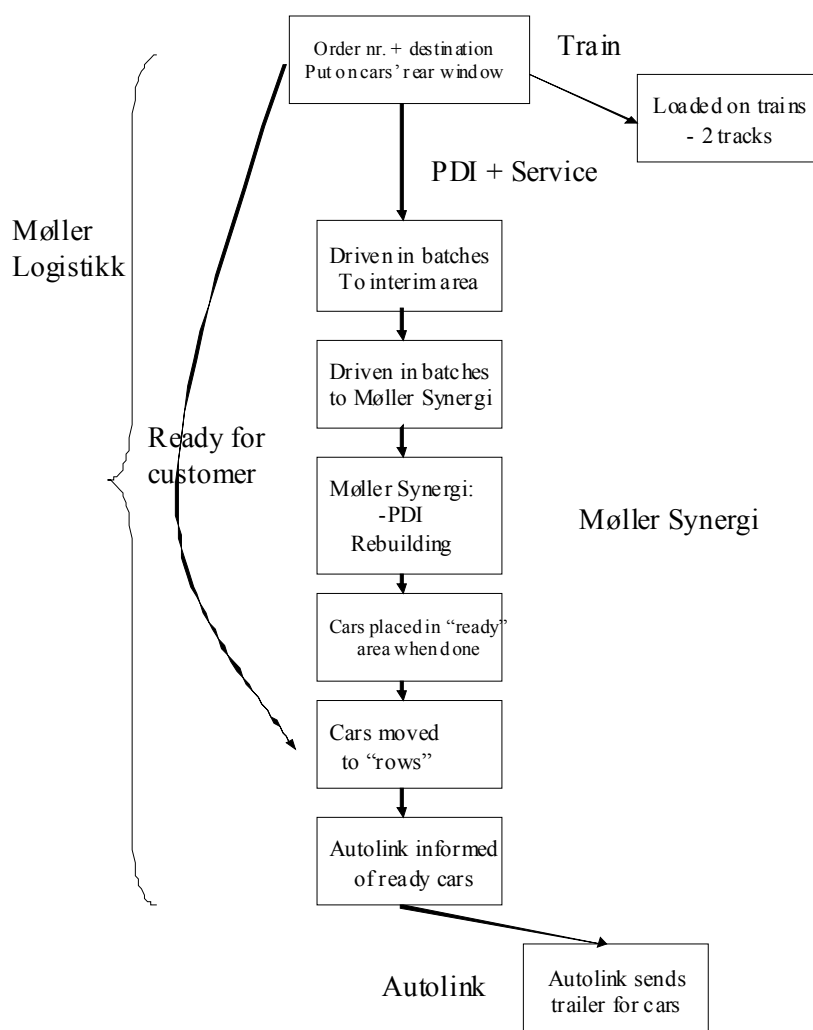 Order nr. + destination
Put on cars’ rear window
Train
Loaded on trains
- 2 tracks
PDI + Service
Møller
Logistikk
Driven in batches
To interim area
Driven in batches
to Møller Synergi
Ready for
customer
Møller Synergi:
-PDI
Rebuilding
Møller Synergi
Cars placed in “ready”
area when done
Cars moved
to “rows”
Autolink informed
of ready cars
Autolink
Autolink sends
trailer for cars